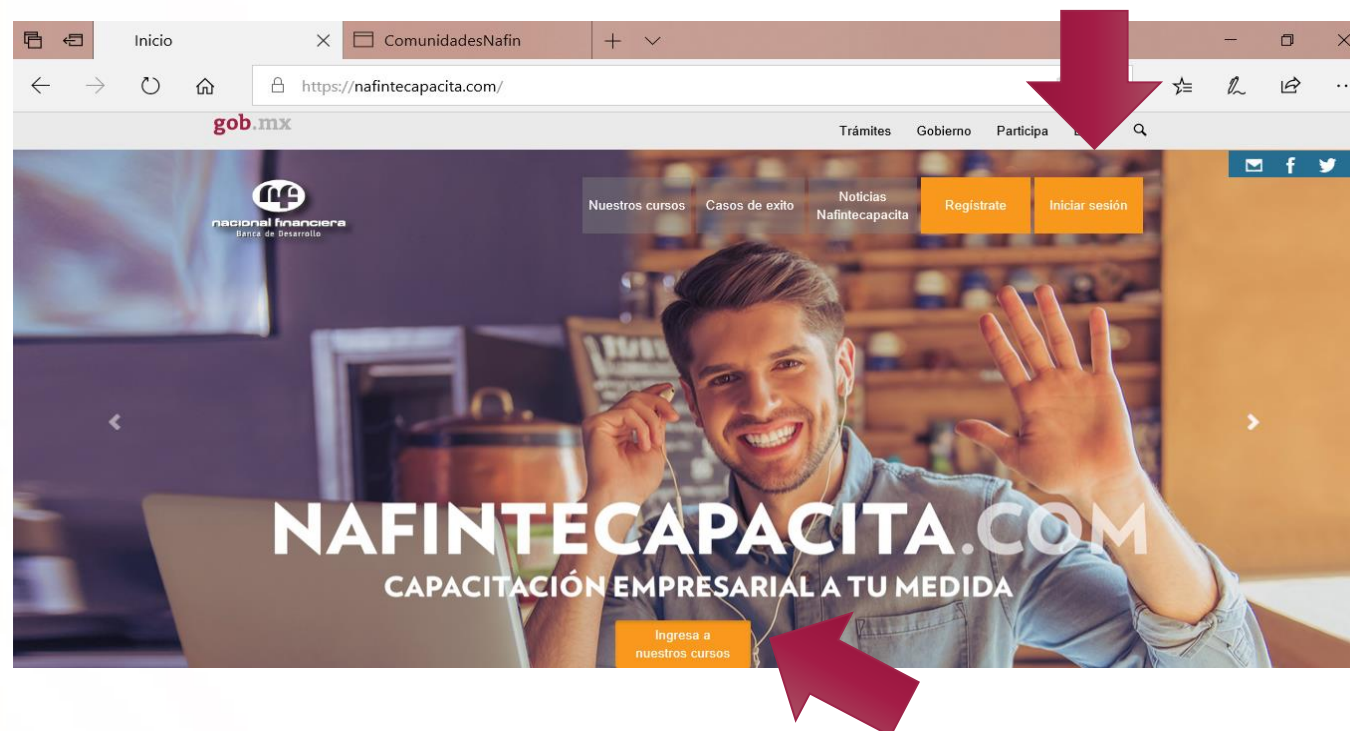 Inicio
ComunidadesNafin
https://nafintecapacita.com/
gob.mx
Trámites Gobierno Participa
nacional financiera
Banca de Desarrollo
Nuestros cursos
Casos de exito
Noticias
Nafintecapacita
Regístrate
Iniciar sesión
NAFINTECAPACITA.COM
CAPACITACIÓN EMPRESARIAL A TU MEDIDA
Ingresa a
nuestros cursos